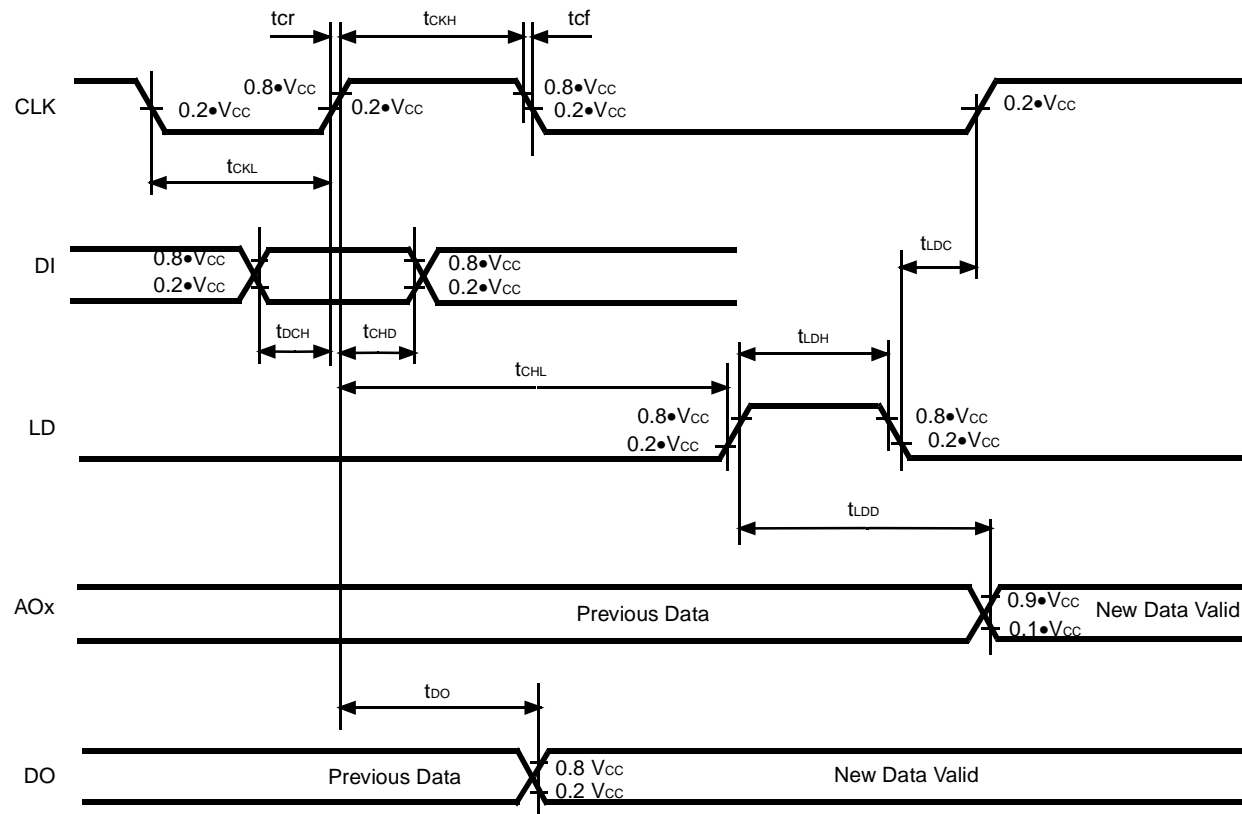 tcr
tCKH
tcf
CLK
0.8•VCC
0.8•VCC
0.2•VCC
0.2•VCC
0.2•VCC
0.2•VCC
tCKL
DI
0.8•VCC
0.8•VCC
0.2•VCC
0.2•VCC
tLDC
tDCH
tCHD
tLDH
tCHL
LD
0.8•VCC
0.8•VCC
0.2•VCC
0.2•VCC
tLDD
AOx
Previous Data
0.9•VCC
0.1•VCC
New Data Valid
tDO
DO
Previous Data
0.8 VCC
0.2 VCC
New Data Valid